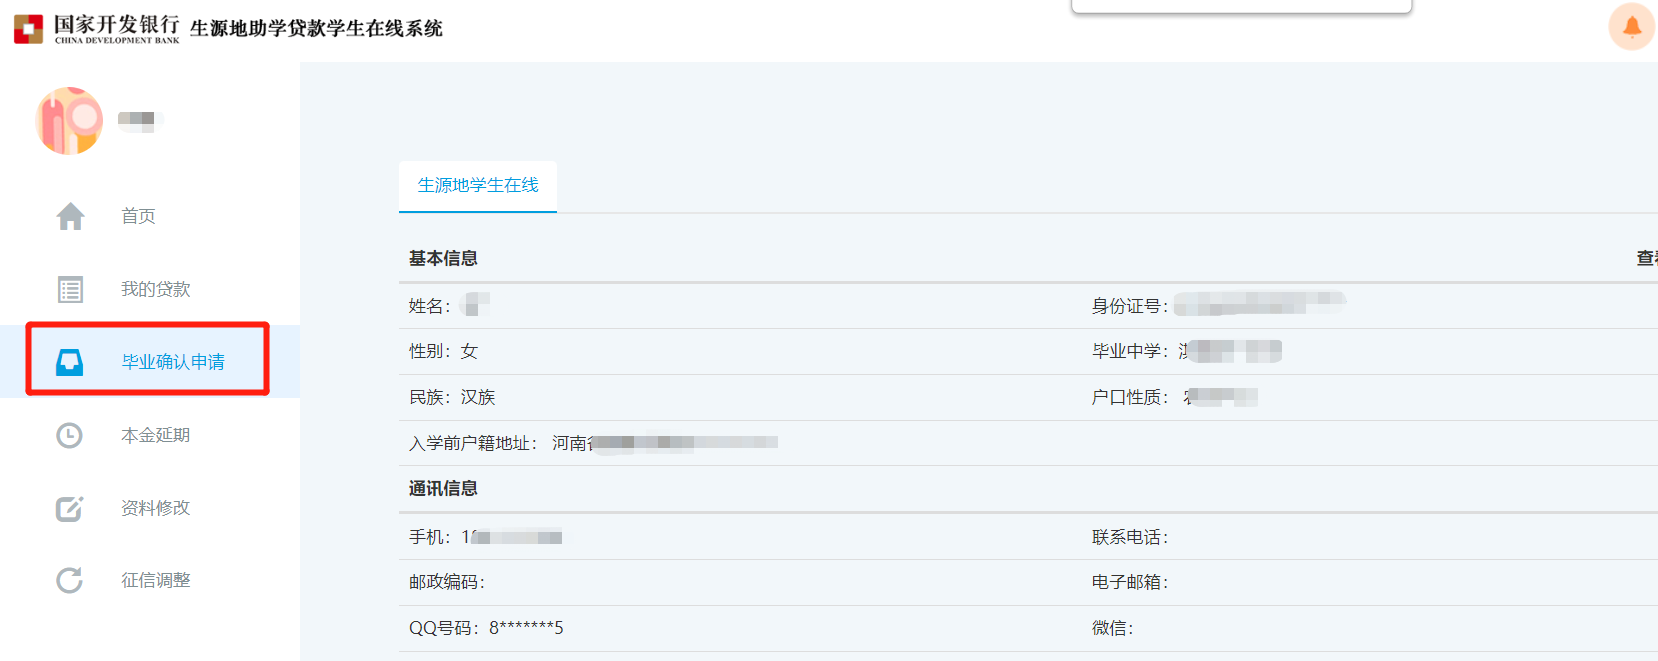 国家开发银行
CHINA DEVELOPMENT BANK
生源地助学贷款学生在线系统
首页
我的贷款
毕业确认申请
本金延期
资料修改
征信调整
生源地学生在线
基本信息
查
姓名：
身份证号：
性别：女
毕业中学：
民族：汉族
户口性质：
入学前户籍地址： 河南
通讯信息
手机：1
联系电话：
邮政编码：
电子邮箱：
QQ号码：8*******5
微信：